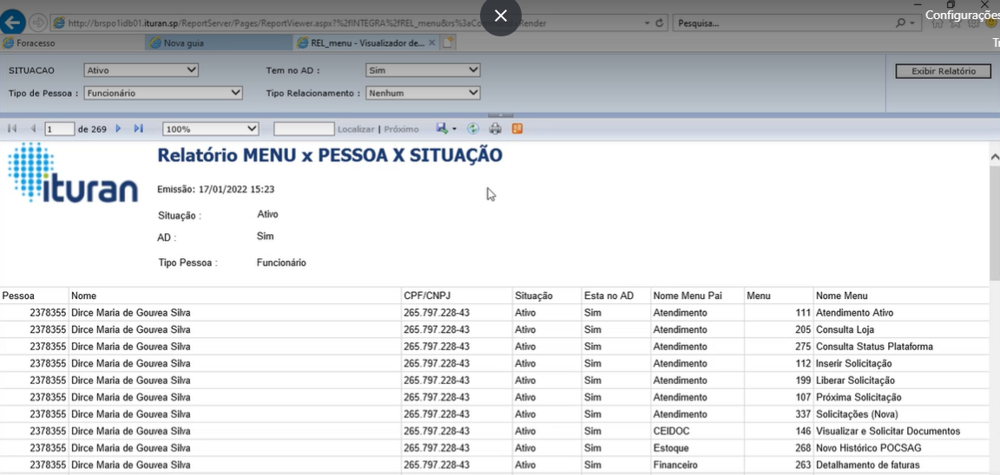 Configurações
http://brspo1idb01.ituran.sp/ReportServer/Pages/ReportViewer.aspx?%2fINTEGRA%2fREL_menu&rs%3aCo Render
Pesquisa...
Foracesso
Nova guia
REL_menu - Visualizador de...
SITUACAO Ativo Tem no AD : Sim Exibir Relatório
Tipo de Pessoa : Funcionário Tipo Relacionamento : Nenhum
1 de 269 100% Localizar | Próximo
ituran
Relatório MENU x PESSOA X SITUAÇÃO
Emissão: 17/01/2022 15:23
Situação : Ativo
AD : Sim
Tipo Pessoa : Funcionário
Pessoa Nome CPF/CNPJ Situação Esta no AD Nome Menu Pai Menu Nome Menu
2378355 Dirce Maria de Gouvea Silva 265.797.228-43 Ativo Sim Atendimento 111 Atendimento Ativo
2378355 Dirce Maria de Gouvea Silva 265.797.228-43 Ativo Sim Atendimento 205 Consulta Loja
2378355 Dirce Maria de Gouvea Silva 265.797.228-43 Ativo Sim Atendimento 275 Consulta Status Plataforma
2378355 Dirce Maria de Gouvea Silva 265.797.228-43 Ativo Sim Atendimento 112 Inserir Solicitação
2378355 Dirce Maria de Gouvea Silva 265.797.228-43 Ativo Sim Atendimento 199 Liberar Solicitação
2378355 Dirce Maria de Gouvea Silva 265.797.228-43 Ativo Sim Atendimento 107 Próxima Solicitação
2378355 Dirce Maria de Gouvea Silva 265.797.228-43 Ativo Sim Atendimento 337 Solicitações (Nova)
2378355 Dirce Maria de Gouvea Silva 265.797.228-43 Ativo Sim CEIDOC 146 Visualizar e Solicitar Documentos
2378355 Dirce Maria de Gouvea Silva 265.797.228-43 Ativo Sim Estoque 268 Novo Histórico POCSAG
2378355 Dirce Maria de Gouvea Silva 265.797.228-43 Ativo Sim Financeiro 263 Detalhamento de faturas